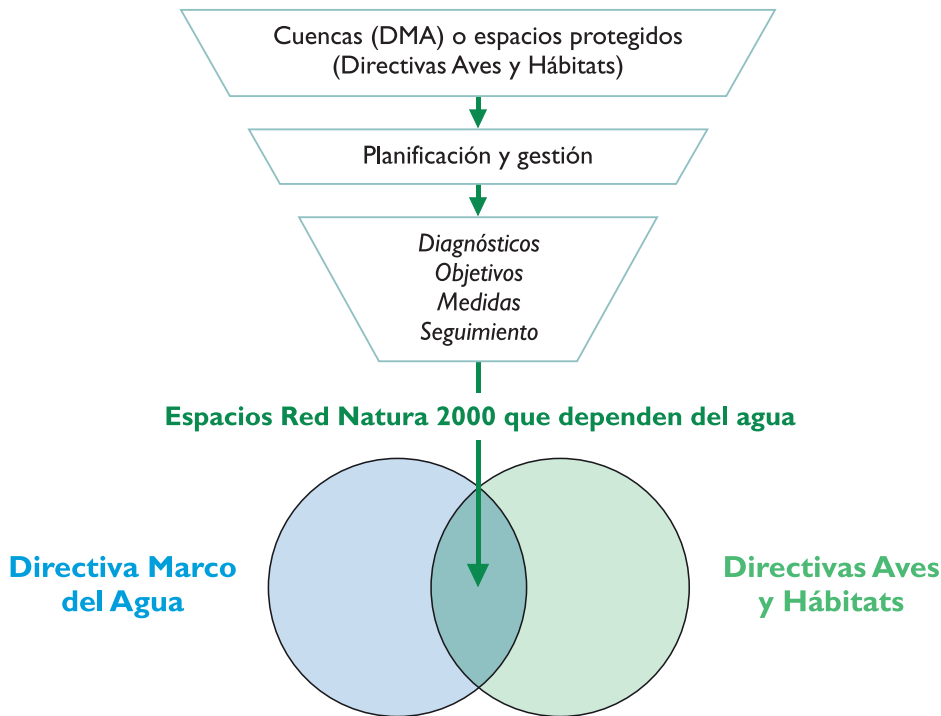 Cuencas (DMA) o espacios protegidos
(Directivas Aves y Hábitats)
Planificación y gestión
Diagnósticos
Objetivos
Medidas
Seguimiento
Espacios Red Natura 2000 que dependen del agua
Directiva Marco
del Agua
Directivas Aves
y Hábitats